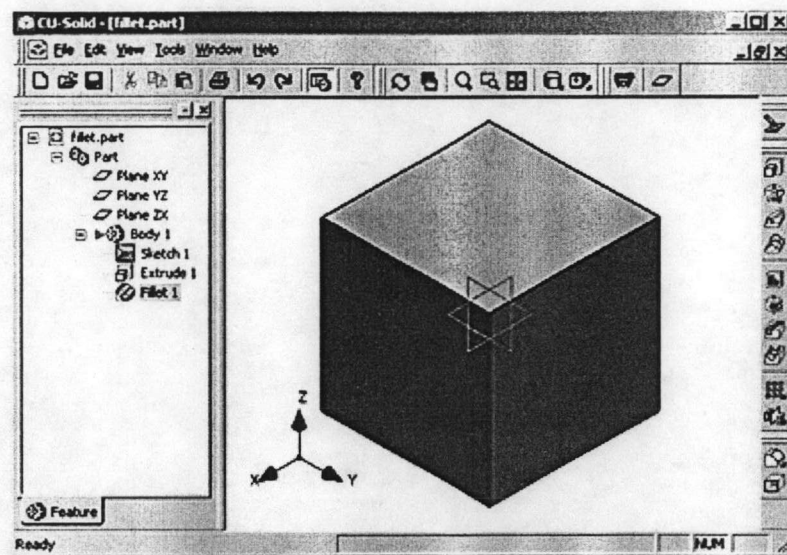 CU-Solid - [fillet.part]
File Edit View Tools Window Help
fillet.part
Part
Plane XY
Plane YZ
Plane ZX
Body 1
Sketch 1
Extrude 1
Fillet 1
Z
X
Y
Feature
Ready
NUM